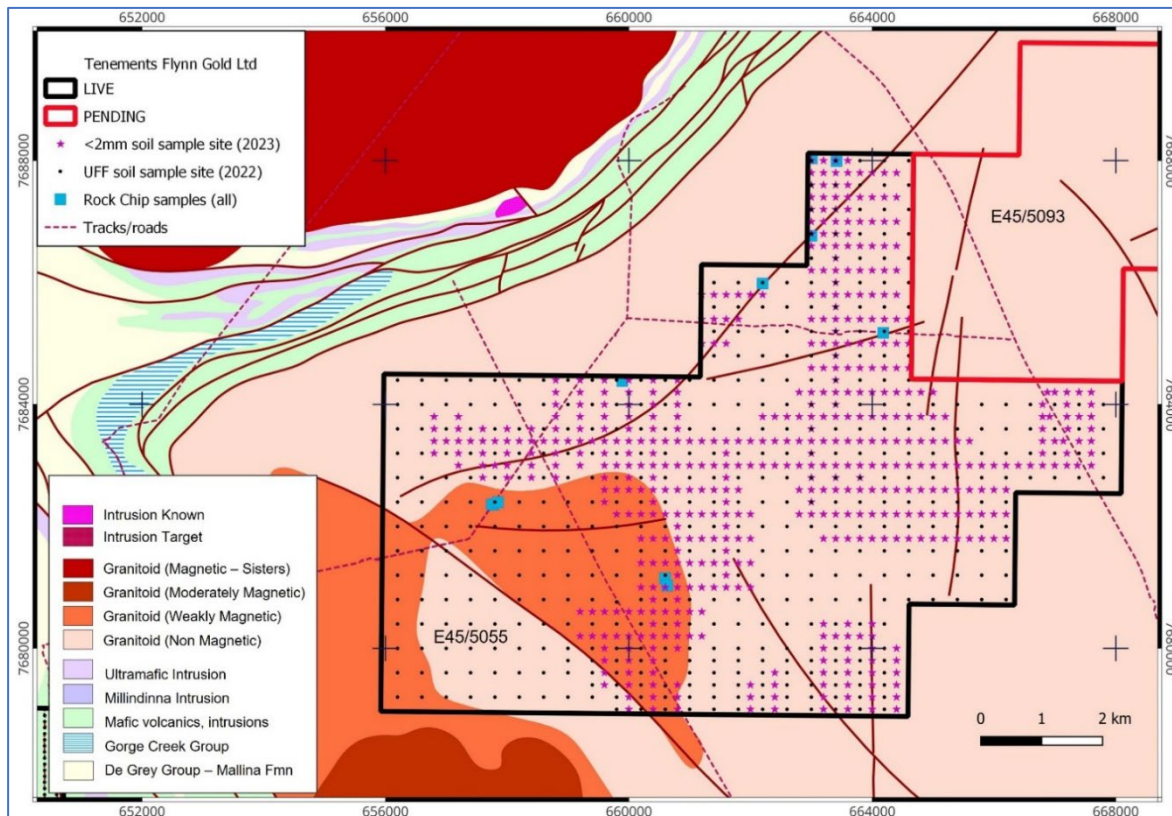 652000 656000 660000 664000 668000
Tenements Flynn Gold Ltd
LIVE
PENDING
<2mm soil sample site (2023)
UFF soil sample site (2022)
Rock Chip samples (all)
Tracks/roads
7688000
7688000
E45/5093
7684000
7684000
Intrusion Known
Intrusion Target
Granitoid (Magnetic – Sisters)
Granitoid (Moderately Magnetic)
Granitoid (Weakly Magnetic)
Granitoid (Non Magnetic)
Ultramafic Intrusion
Millindinna Intrusion
Mafic volcanics, intrusions
Gorge Creek Group
De Grey Group – Mallina Fmn
E45/5055
7680000
7680000
0 1 2 km
652000 656000 660000 664000 668000